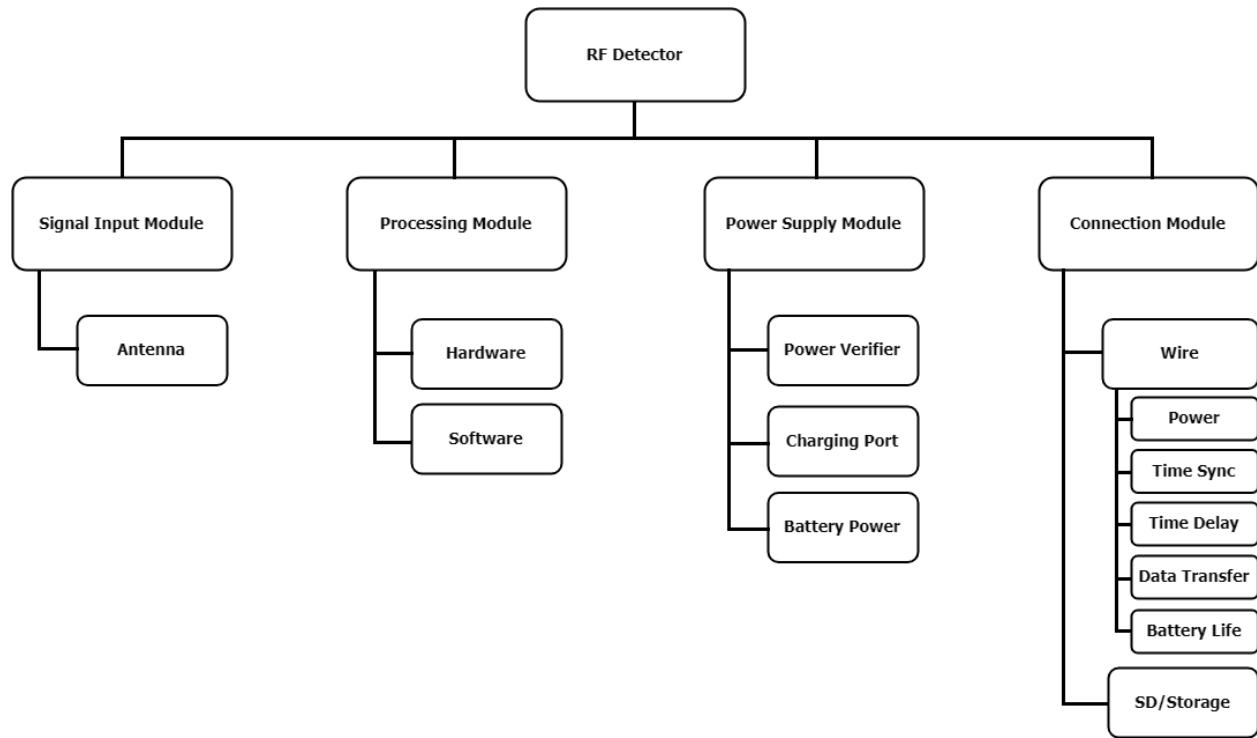 RF Detector
Signal Input Module
Processing Module
Power Supply Module
Connection Module
Antenna
Hardware
Software
Power Verifier
Charging Port
Battery Power
Wire
Power
Time Sync
Time Delay
Data Transfer
Battery Life
SD/Storage